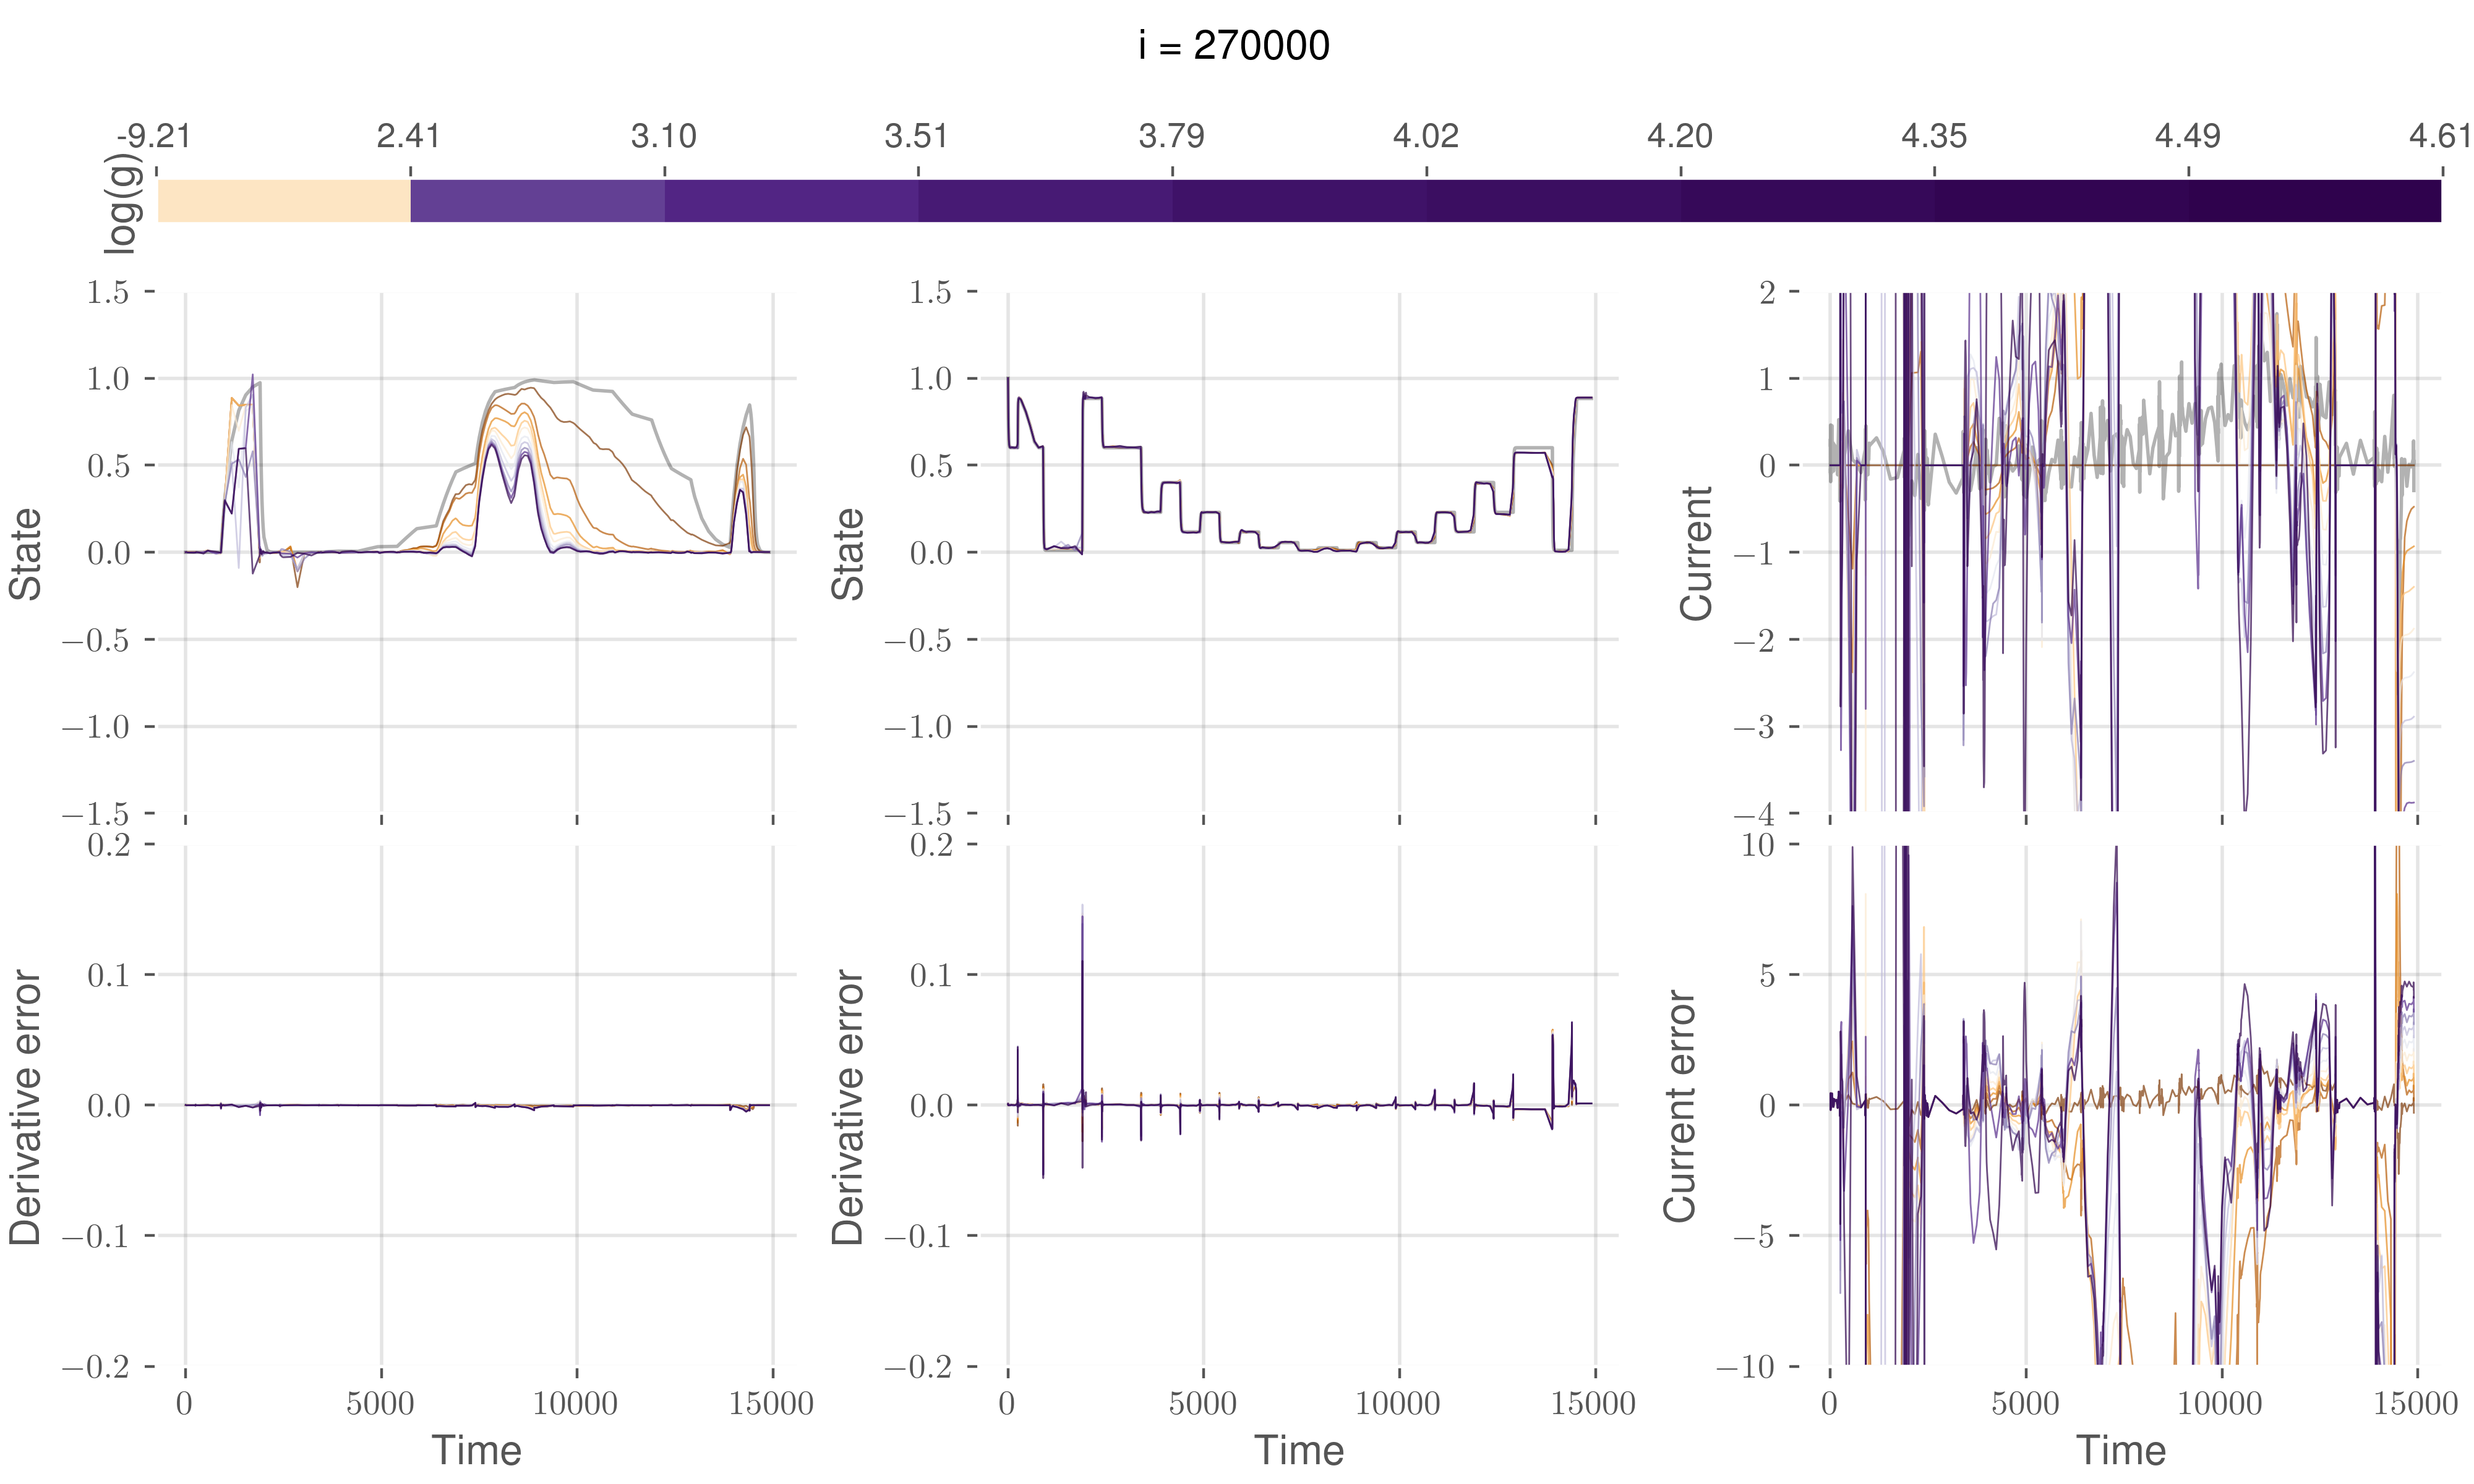 i = 270000
-9.21 2.41 3.10 3.51 3.79 4.02 4.20 4.35 4.49 4.61
log(g)
1.5
1.0
0.5
0.0
−0.5
−1.0
−1.5
State
1.5
1.0
0.5
0.0
−0.5
−1.0
−1.5
State
2
1
0
−1
−2
−3
−4
Current
0.2
0.1
0.0
−0.1
−0.2
Derivative error
0 5000 10000 15000
Time
0.2
0.1
0.0
−0.1
−0.2
Derivative error
0 5000 10000 15000
Time
10
5
0
−5
−10
Current error
0 5000 10000 15000
Time